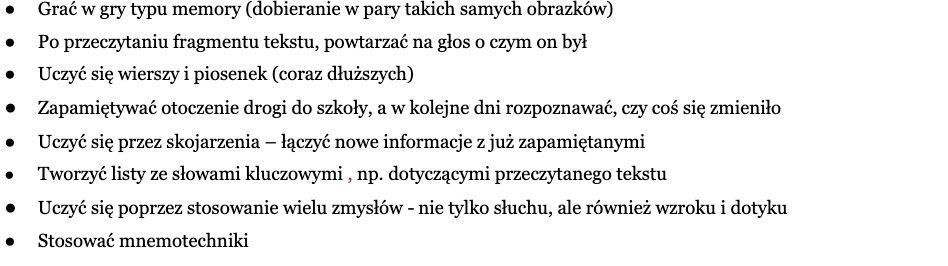 ● Grać w gry typu memory (dobieranie w pary takich samych obrazków)
● Po przeczytaniu fragmentu tekstu, powtarzać na głos o czym on był
● Uczyć się wierszy i piosenek (coraz dłuższych)
● Zapamiętywać otoczenie drogi do szkoły, a w kolejne dni rozpoznawać, czy coś się zmieniło
● Uczyć się przez skojarzenia – łączyć nowe informacje z już zapamiętanymi
● Tworzyć listy ze słowami kluczowymi , np. dotyczącymi przeczytanego tekstu
● Uczyć się poprzez stosowanie wielu zmysłów - nie tylko słuchu, ale również wzroku i dotyku
● Stosować mnemotechniki